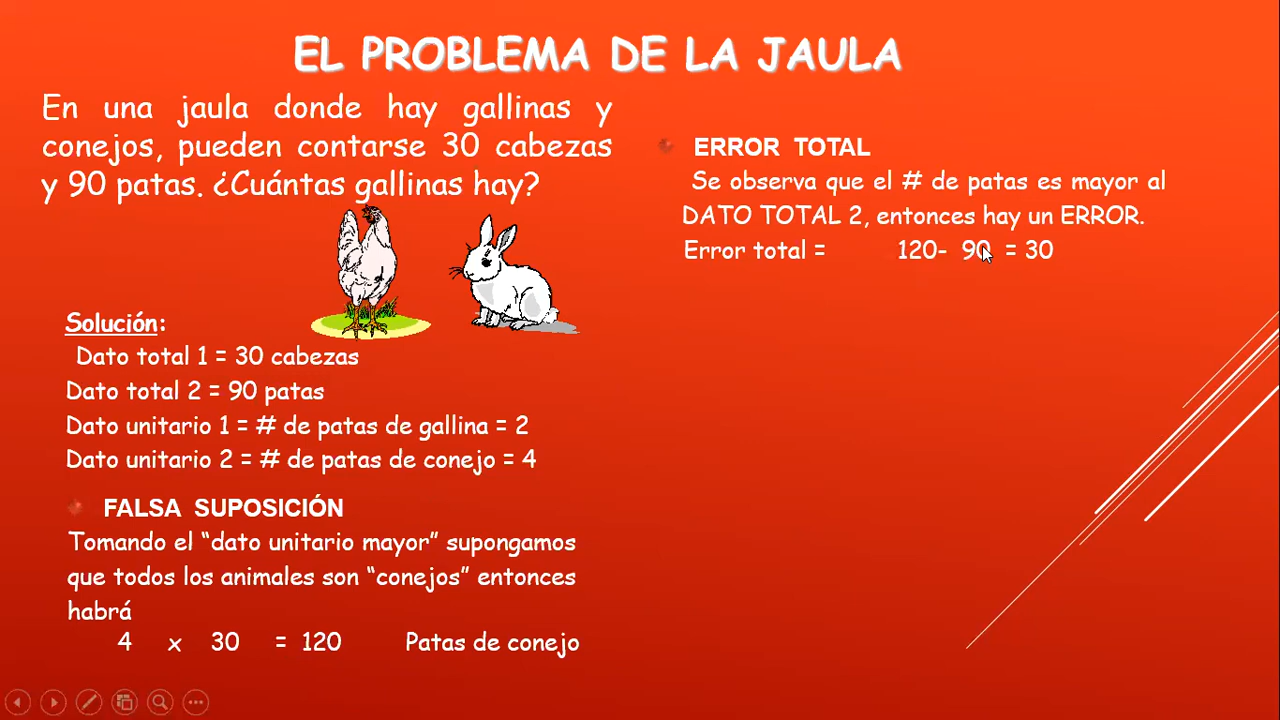 EL PROBLEMA DE LA JAULA
En una jaula donde hay gallinas y
conejos, pueden contarse 30 cabezas
y 90 patas. ¿Cuántas gallinas hay?
Solución:
Dato total 1 = 30 cabezas
Dato total 2 = 90 patas
Dato unitario 1 = # de patas de gallina = 2
Dato unitario 2 = # de patas de conejo = 4
FALSA SUPOSICIÓN
Tomando el “dato unitario mayor” supongamos
que todos los animales son “conejos” entonces
habrá
4 x 30 = 120 Patas de conejo
ERROR TOTAL
Se observa que el # de patas es mayor al
DATO TOTAL 2, entonces hay un ERROR.
Error total = 120- 90 = 30